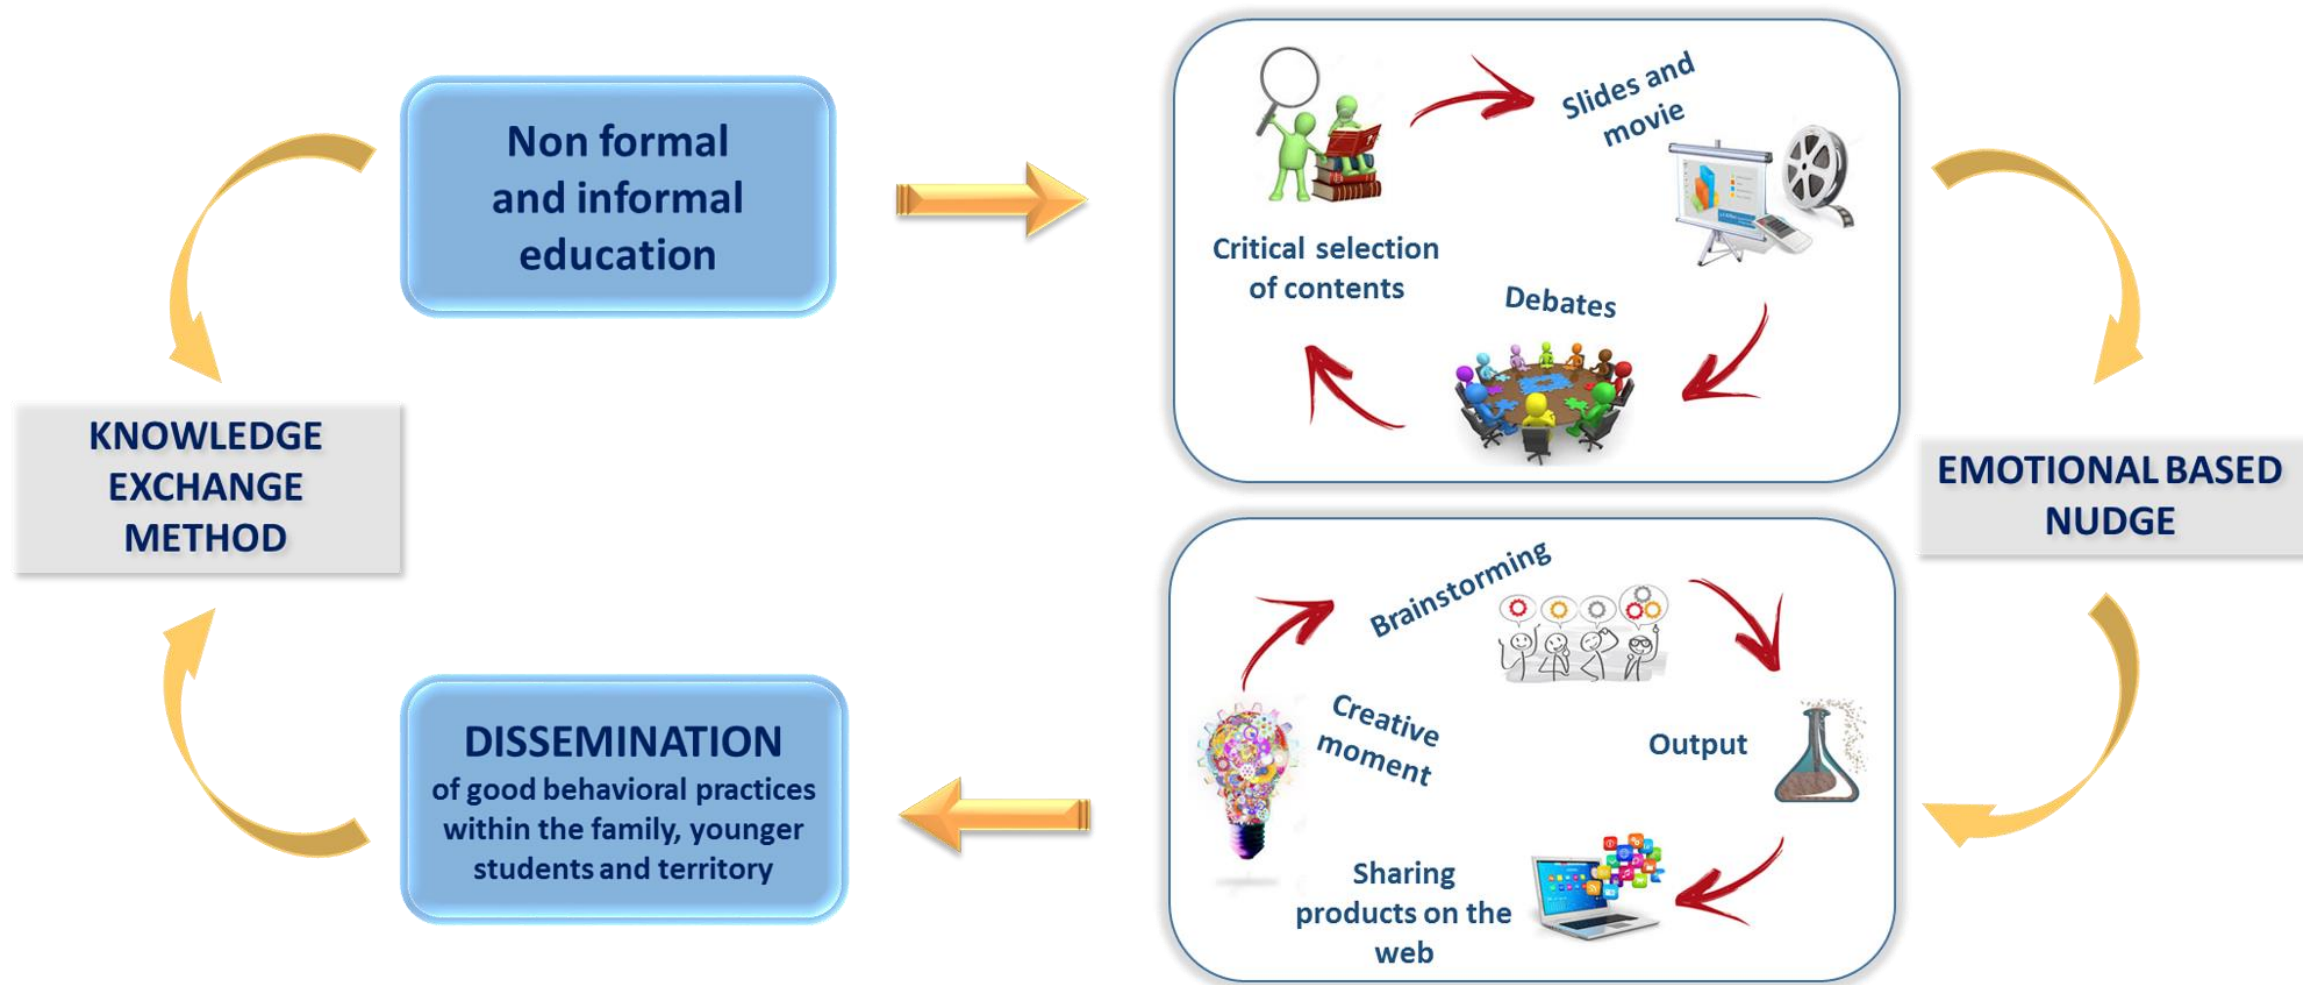 Non formal
and informal
education
Slides and
movie
Critical selection
of contents
Debates
KNOWLEDGE
EXCHANGE
METHOD
EMOTIONAL BASED
NUDGE
Brainstorming
Creative
moment
Output
Sharing
products on the
web
DISSEMINATION
of good behavioral practices
within the family, younger
students and territory